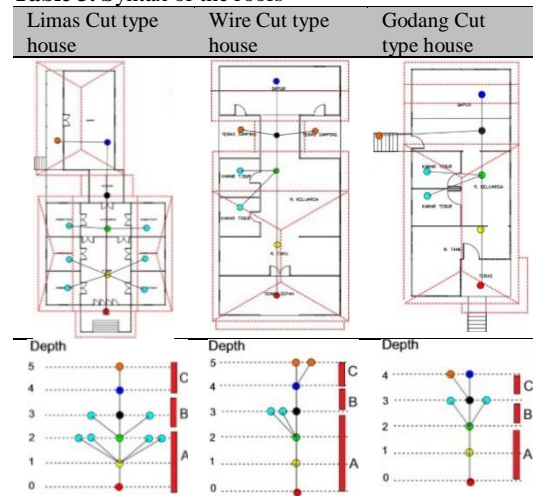 Table 3. Syntax of the roofs
Limas Cut type house
Wire Cut type house
Godang Cut type house
DAPUR
TERAS SAMPING
TERAS SAMPING
KAMAR TIDUR
R. KELUARGA
KAMAR TIDUR
R. TAMU
TERAS DEPAN
DAPUR
KAMAR TIDUR
R. KELUARGA
KAMAR TIDUR
R. TAMU
TERAS
Depth
5
4
3
2
1
0
C
B
A
Depth
5
4
3
2
1
0
C
B
A
Depth
5
4
3
2
1
0
C
B
A